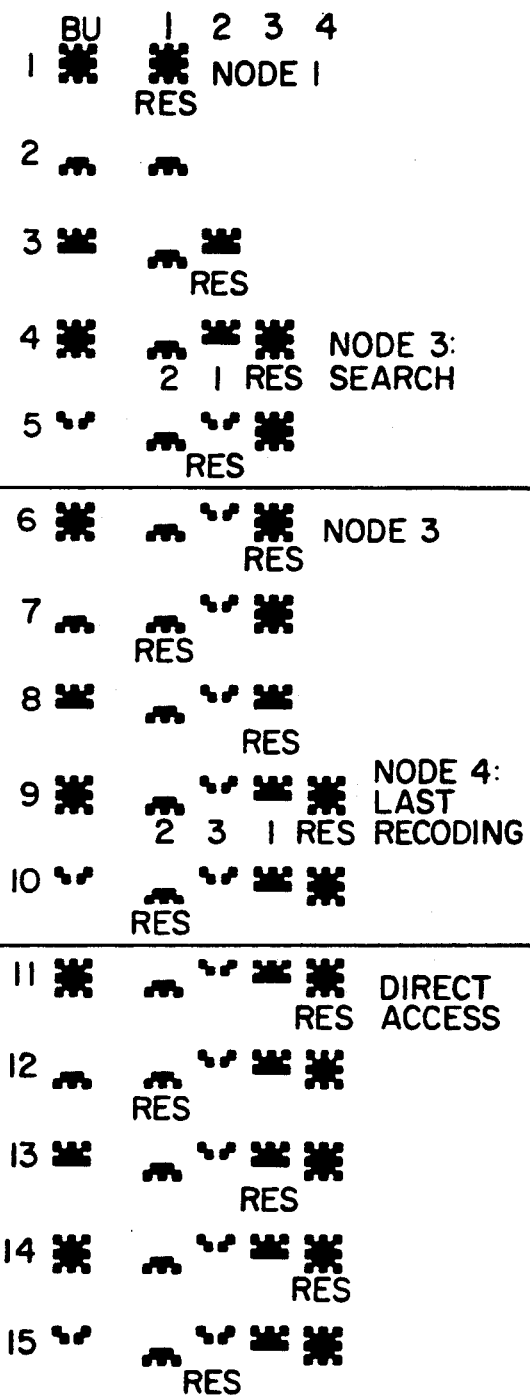 BU 1 2 3 4
1 NODE 1
RES
2
3
RES
4 NODE 3:
2 1 RES SEARCH
5
RES
6 NODE 3
RES
7
RES
8
RES
9 NODE 4:
LAST
2 3 1 RES RECODING
10
RES
11 DIRECT
RES ACCESS
12
RES
13
RES
14
RES
15
RES